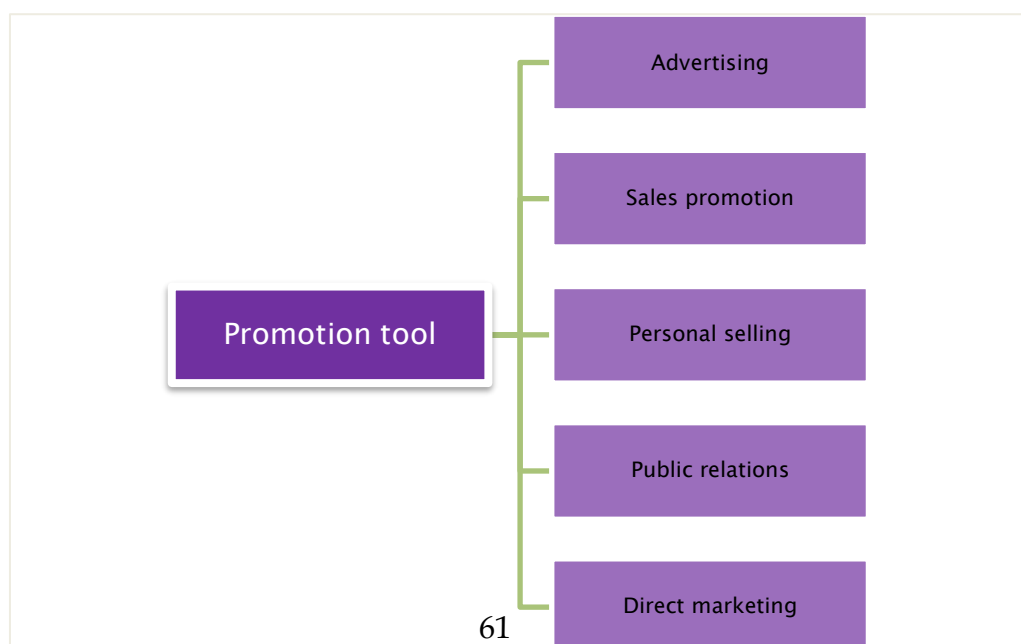 Advertising
Sales promotion
Promotion tool
Personal selling
Public relations
Direct marketing
61